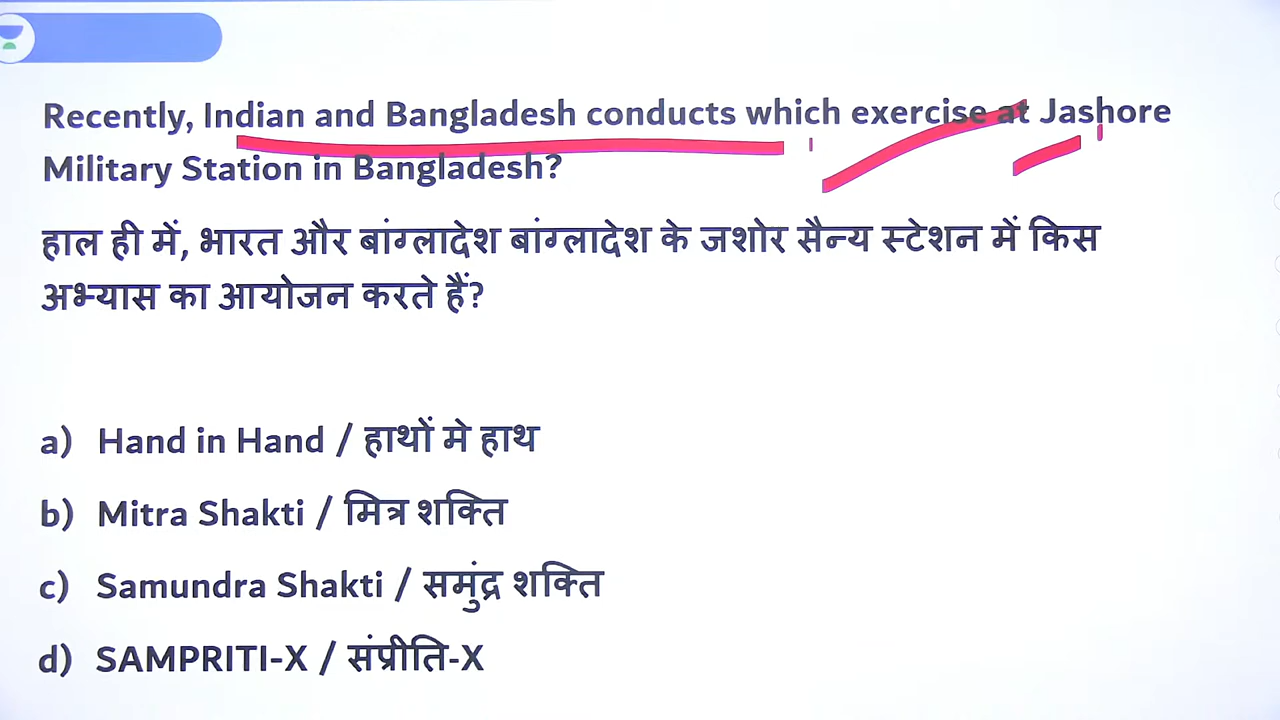 Recently, Indian and Bangladesh conducts which exercise at Jashore
Military Station in Bangladesh?
हाल ही में, भारत और बांग्लादेश बांग्लादेश के जशोर सैन्य स्टेशन में किस
अभ्यास का आयोजन करते हैं?
a) Hand in Hand / हाथों मे हाथ
b) Mitra Shakti / मित्र शक्ति
c) Samundra Shakti / समुंद्र शक्ति
d) SAMPRITI-X / संप्रीति-X